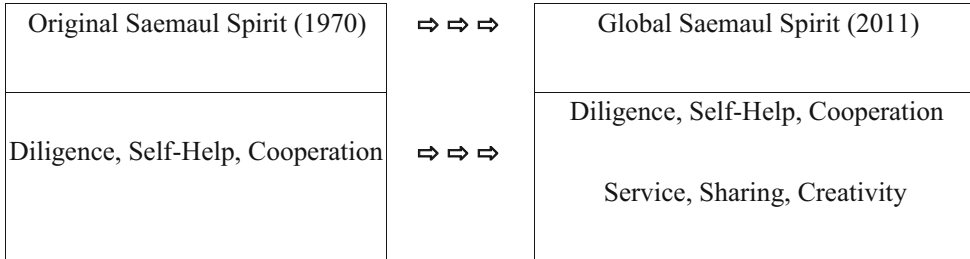 Original Saemaul Spirit (1970) ⇨ ⇨ ⇨ Global Saemaul Spirit (2011)
Diligence, Self-Help, Cooperation ⇨ ⇨ ⇨ Diligence, Self-Help, Cooperation
Service, Sharing, Creativity